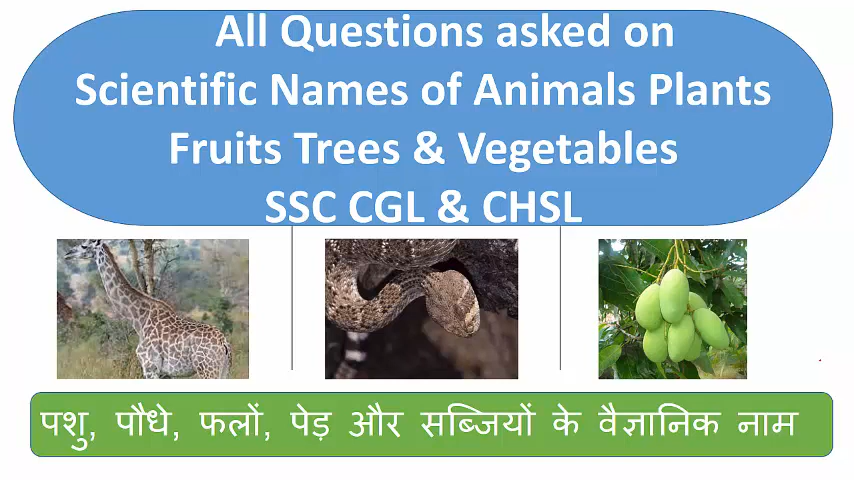 All Questions asked on
Scientific Names of Animals Plants
Fruits Trees & Vegetables
SSC CGL & CHSL
पशु, पौधे, फलों, पेड़ और सब्जियों के वैज्ञानिक नाम